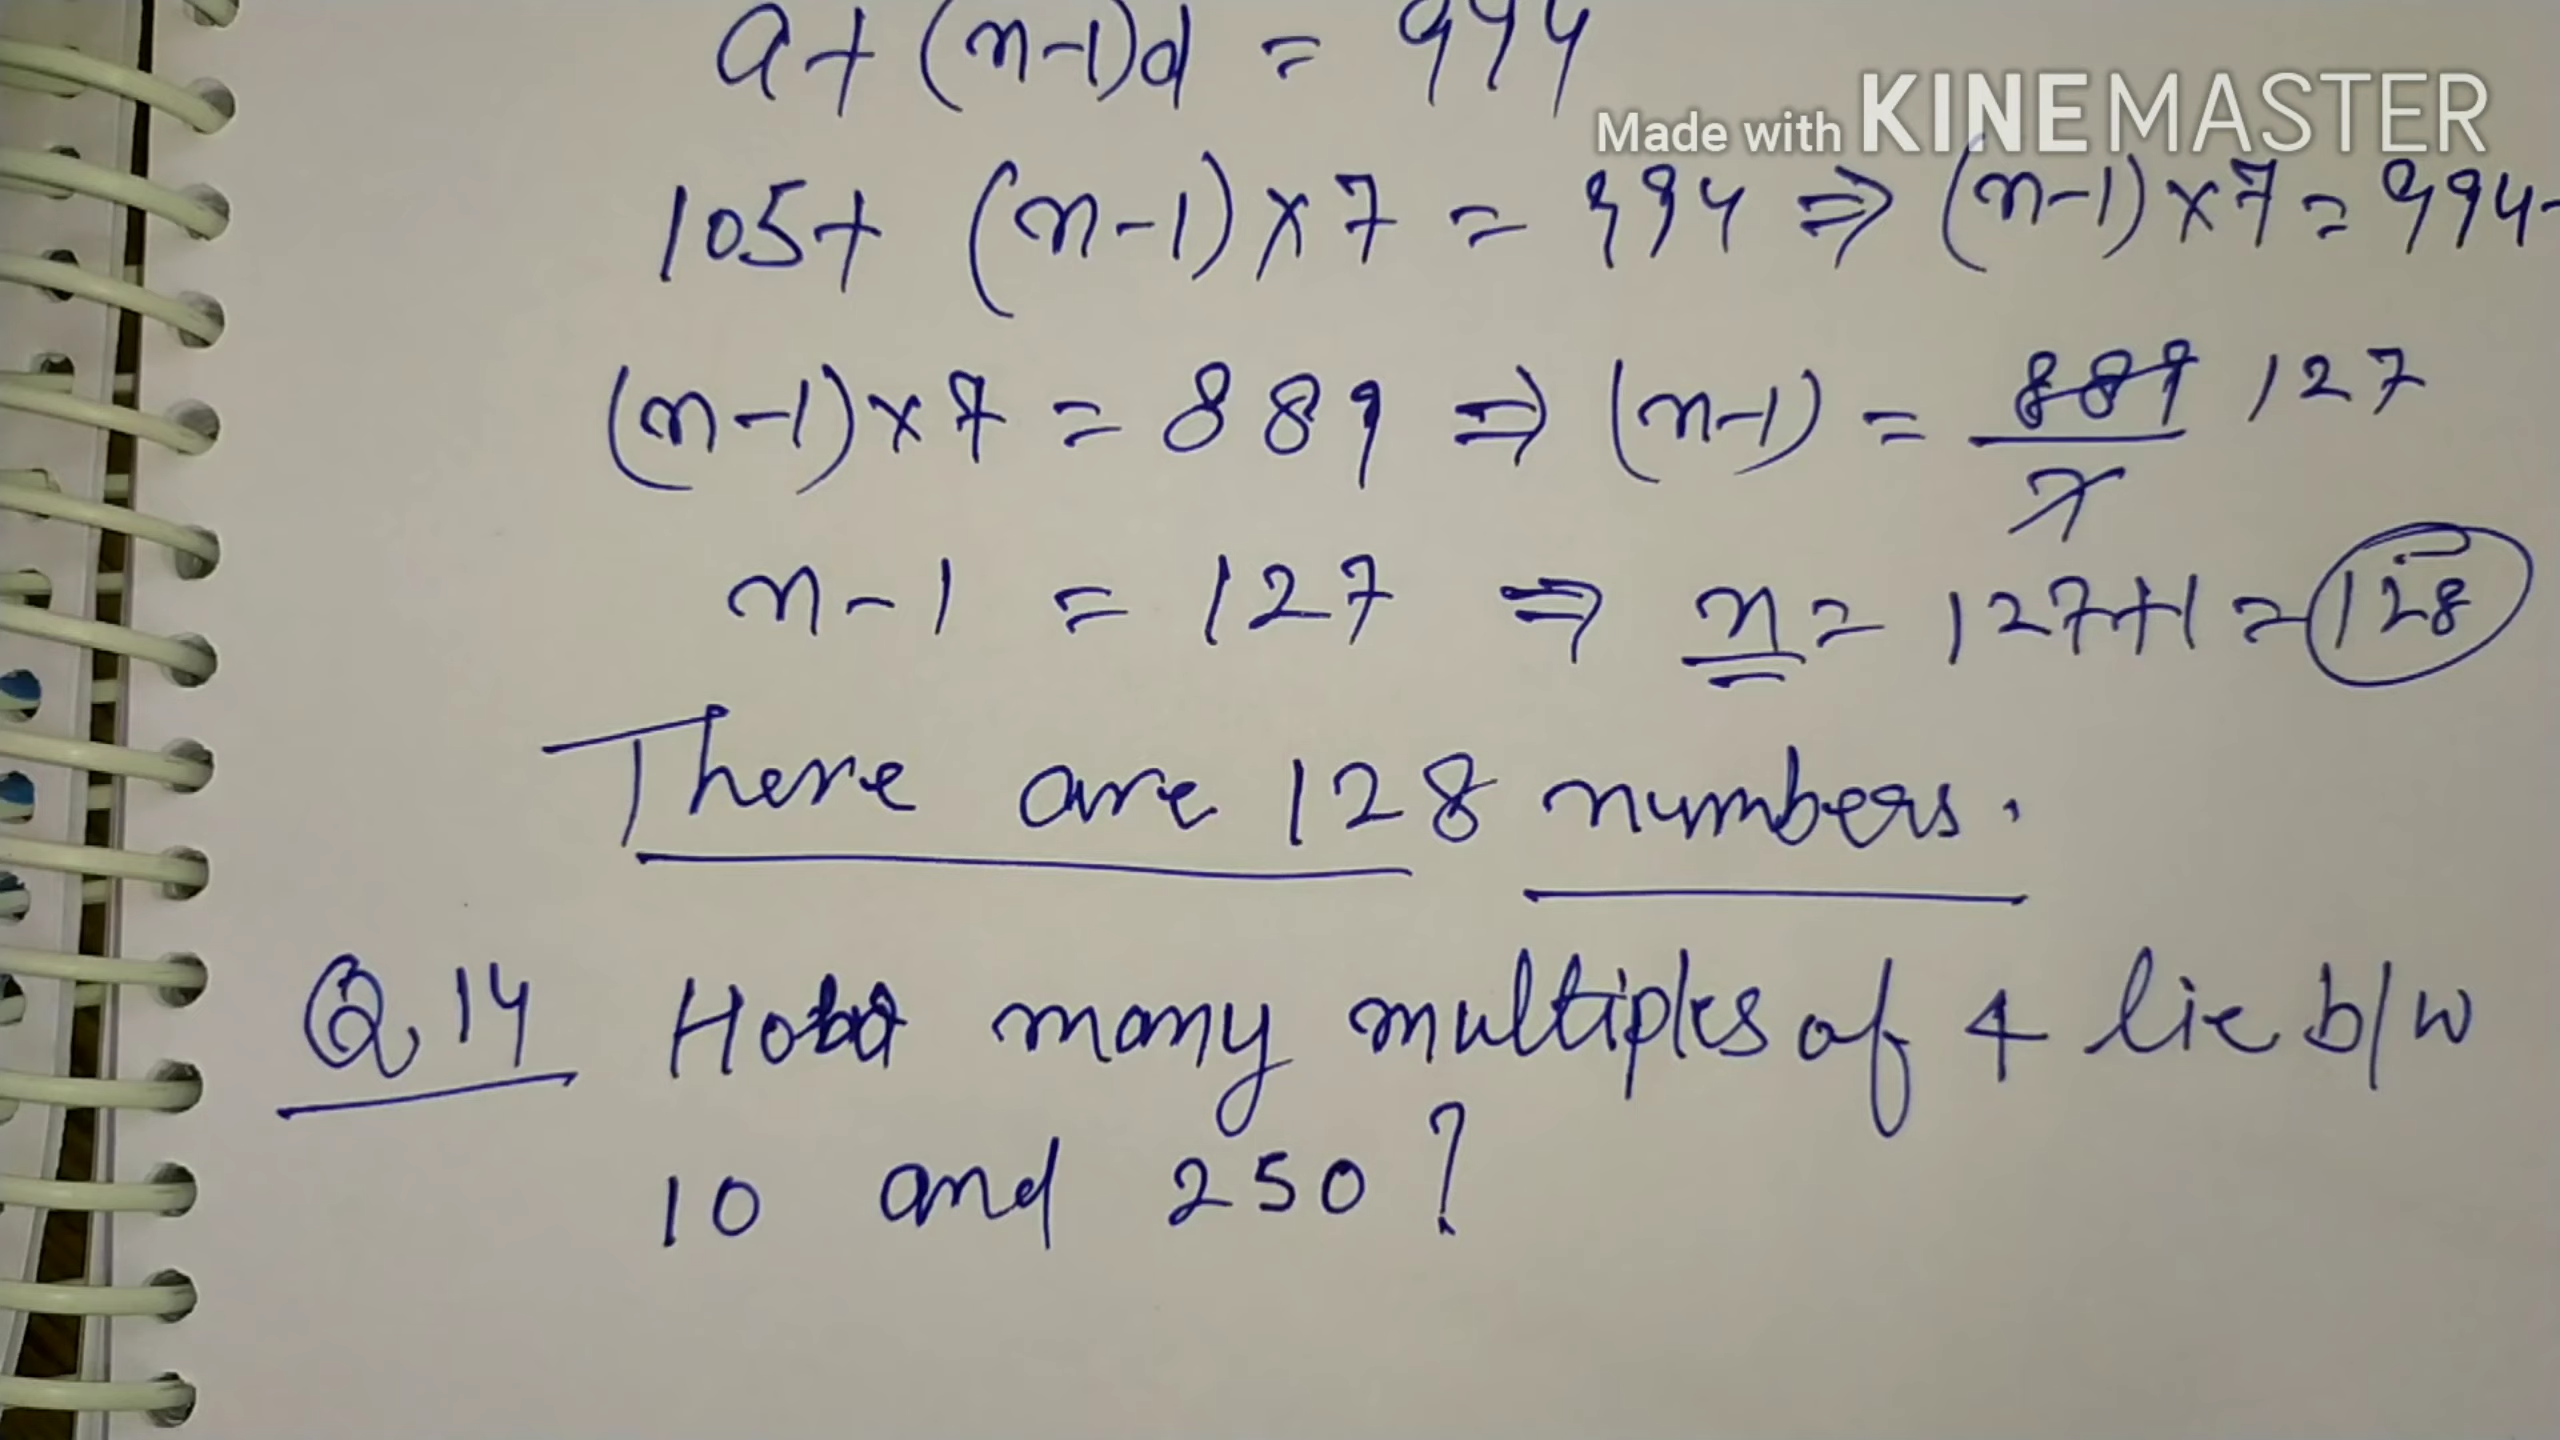 a + (n-1)d = 994
Made with KINEMASTER
105 + (n-1) × 7 = 994 ⇒ (n-1) × 7 = 994-
(n-1) × 7 = 889 ⇒ (n-1) = 889/7 127
n - 1 = 127 ⇒ n = 127+1 = 128
There are 128 numbers.
Q.14 How many multiples of 4 lie b/w
10 and 250?